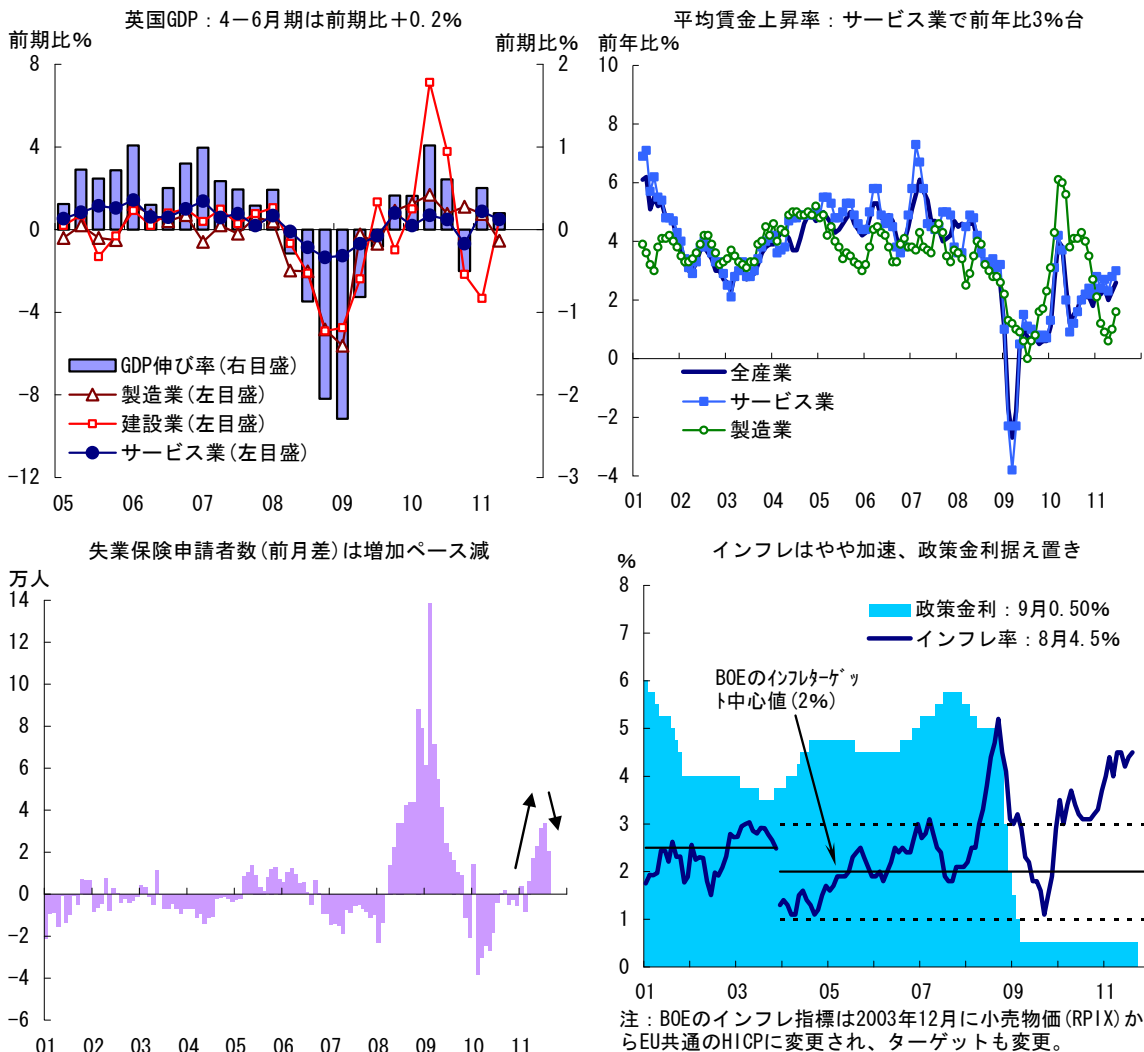 英国GDP：4－6月期は前期比＋0.2%
前期比%
前期比%
8
4
0
−4
−8
−12
2
1
0
−1
−2
−3
GDP伸び率(右目盛)
製造業(左目盛)
建設業(左目盛)
サービス業(左目盛)
05 06 07 08 09 10 11
平均賃金上昇率：サービス業で前年比3%台
前年比%
10
8
6
4
2
0
−2
−4
全産業
サービス業
製造業
01 02 03 04 05 06 07 08 09 10 11
失業保険申請者数(前月差)は増加ペース減
万人
14
12
10
8
6
4
2
0
−2
−4
−6
01 02 03 04 05 06 07 08 09 10 11
インフレはやや加速、政策金利据え置き
%
8
7
6
5
4
3
2
1
0
政策金利：9月0.50%
インフレ率：8月4.5%
BOEのｲﾝﾌﾚﾀｰｹﾞｯ
ﾄ中心値(2%)
01 03 05 07 09 11
注：BOEのインフレ指標は2003年12月に小売物価(RPIX)か
らEU共通のHICPに変更され、ターゲットも変更。